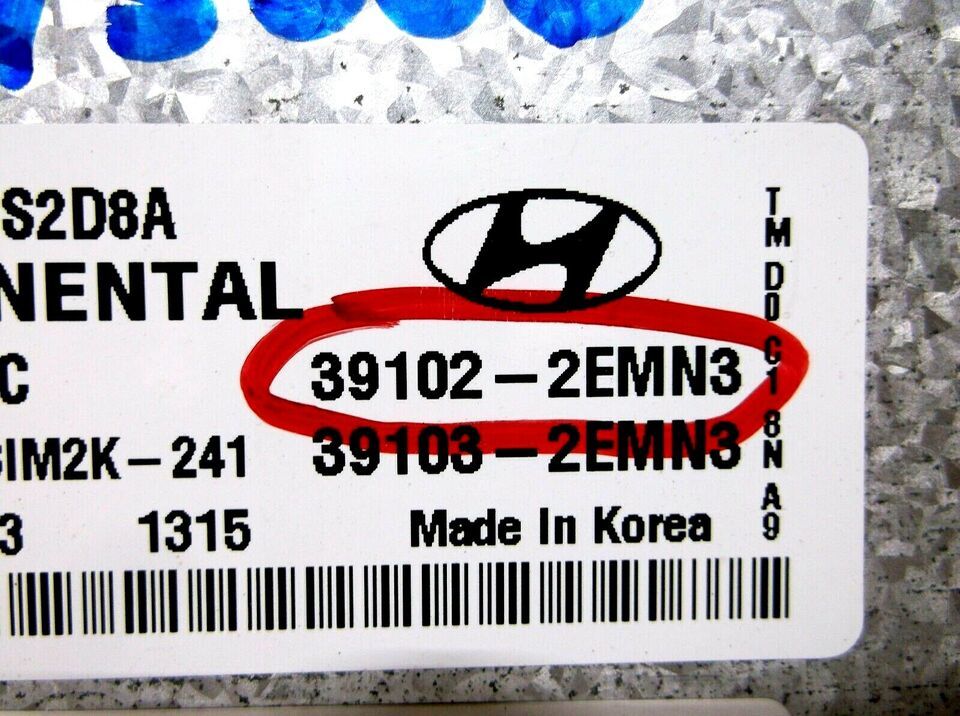 S2D8A
NENTAL
C 39102-2EMN3
IM2K-241 39103-2EMN3
3 1315 Made In Korea
TM D0 C1 8N A9